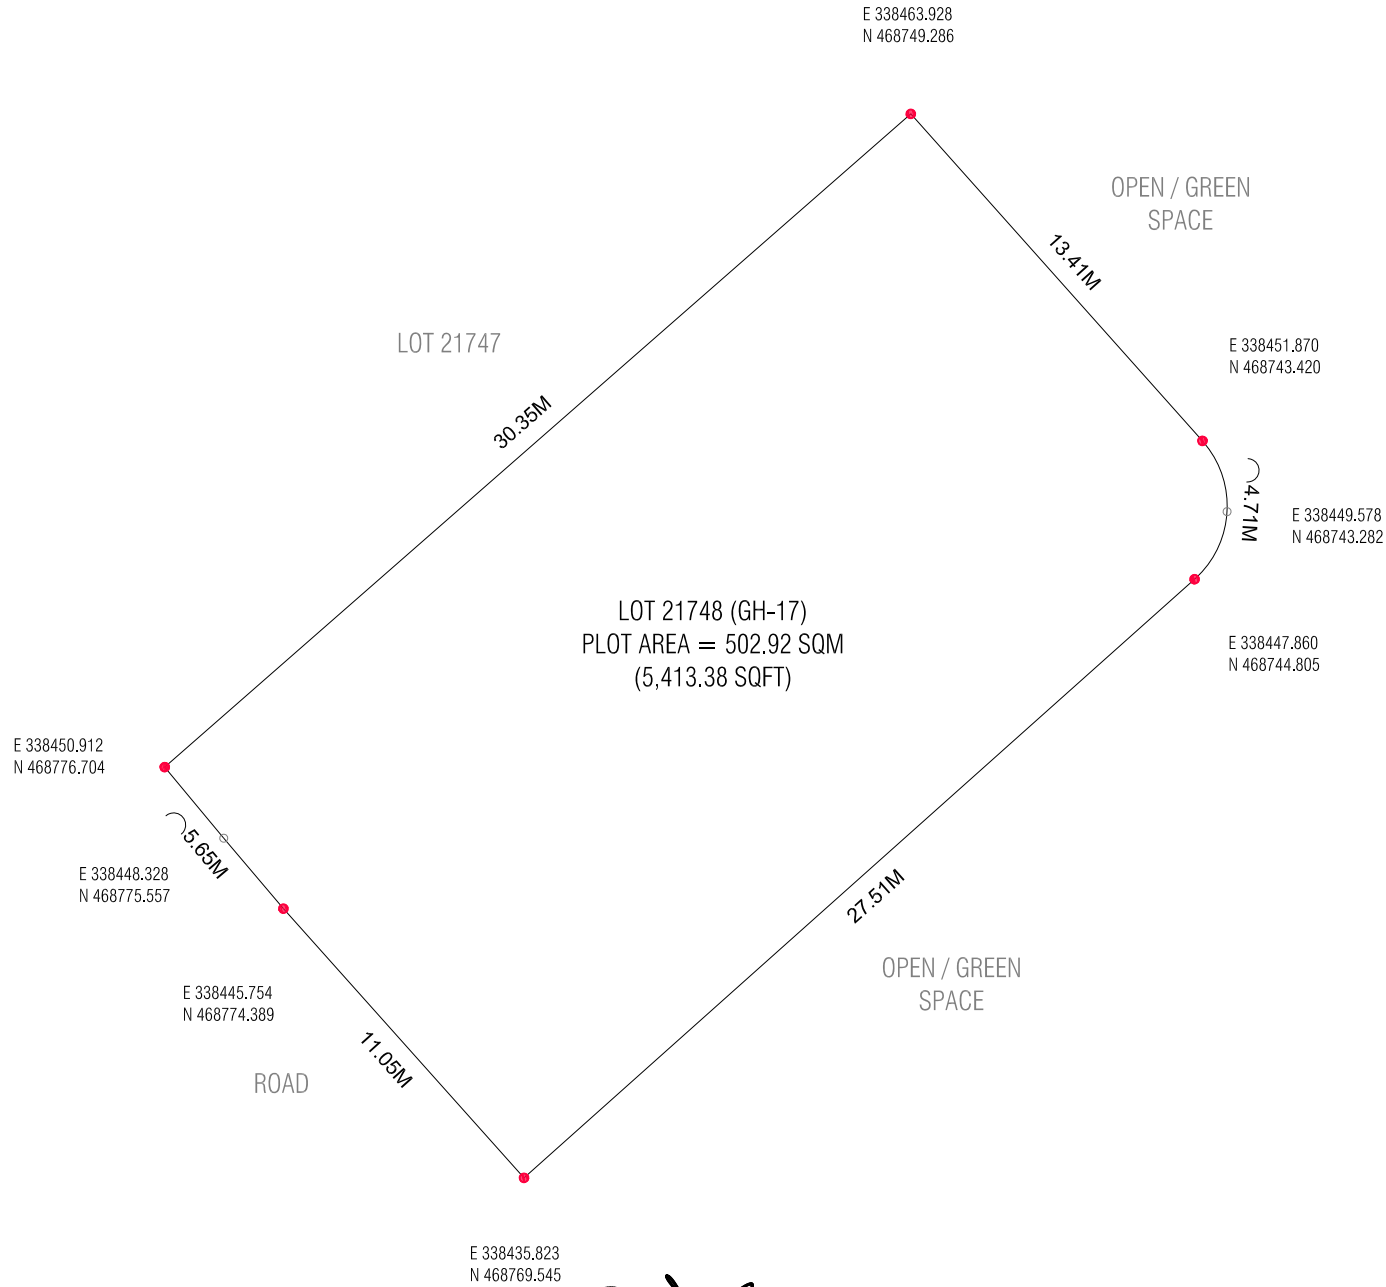 E 338463.928
N 468749.286
OPEN / GREEN
SPACE
13.41M
LOT 21747
E 338451.870
N 468743.420
30.35M
4.71M
E 338449.578
N 468743.282
LOT 21748 (GH-17)
PLOT AREA = 502.92 SQM
(5,413.38 SQFT)
E 338447.860
N 468744.805
E 338450.912
N 468776.704
5.65M
E 338448.328
N 468775.557
27.51M
OPEN / GREEN
SPACE
E 338445.754
N 468774.389
11.05M
ROAD
E 338435.823
N 468769.545